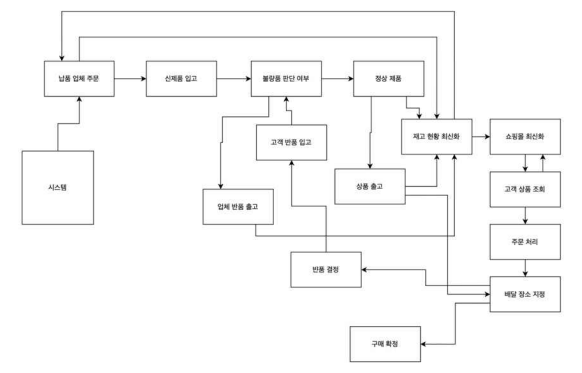 납품 업체 주문
신제품 입고
불량품 판단 여부
정상 제품
고객 반품 입고
재고 현황 최신화
쇼핑몰 최신화
시스템
상품 출고
고객 상품 조회
업체 반품 출고
주문 처리
반품 결정
배달 장소 지정
구매 확정